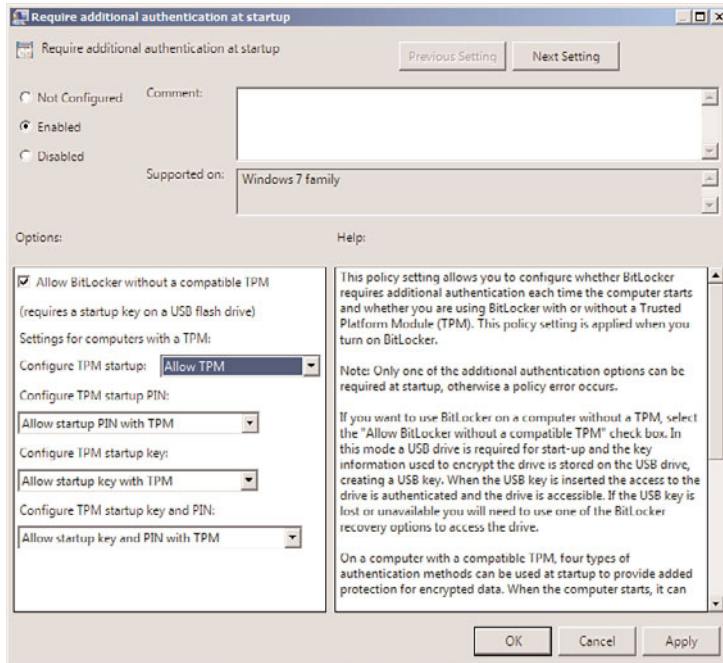 Require additional authentication at startup
Require additional authentication at startup
Previous Setting
Next Setting
Not Configured
Comment:
Enabled
Disabled
Supported on:
Windows 7 family
Options:
Help:
Allow BitLocker without a compatible TPM
(requires a startup key on a USB flash drive)
Settings for computers with a TPM:
Configure TPM startup: Allow TPM
Configure TPM startup PIN:
Allow startup PIN with TPM
Configure TPM startup key:
Allow startup key with TPM
Configure TPM startup key and PIN:
Allow startup key and PIN with TPM
This policy setting allows you to configure whether BitLocker
requires additional authentication each time the computer starts
and whether you are using BitLocker with or without a Trusted
Platform Module (TPM). This policy setting is applied when you
turn on BitLocker.
Note: Only one of the additional authentication options can be
required at startup, otherwise a policy error occurs.
If you want to use BitLocker on a computer without a TPM, select
the "Allow BitLocker without a compatible TPM" check box. In
this mode a USB drive is required for start-up and the key
information used to encrypt the drive is stored on the USB drive,
creating a USB key. When the USB key is inserted the access to the
drive is authenticated and the drive is accessible. If the USB key is
lost or unavailable you will need to use one of the BitLocker
recovery options to access the drive.
On a computer with a compatible TPM, four types of
authentication methods can be used at startup to provide added
protection for encrypted data. When the computer starts, it can
OK
Cancel
Apply